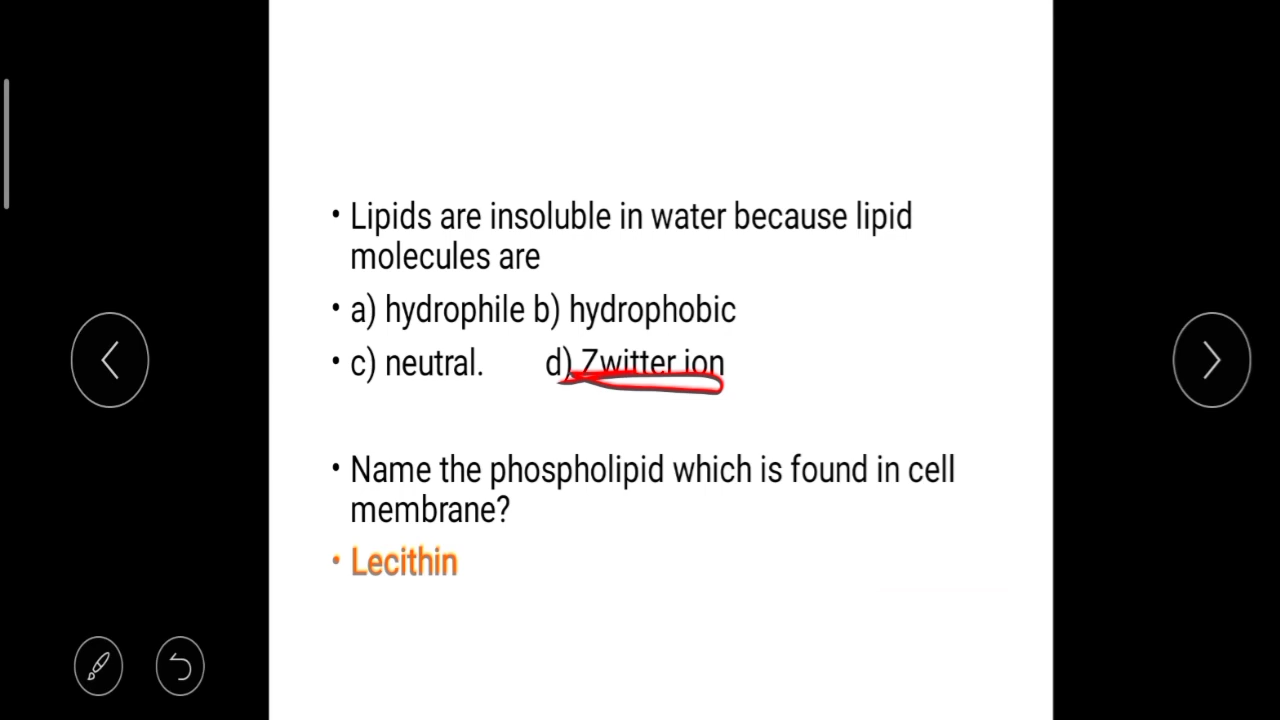 • Lipids are insoluble in water because lipid
molecules are
• a) hydrophile b) hydrophobic
• c) neutral. d) Zwitter ion
• Name the phospholipid which is found in cell
membrane?
• Lecithin